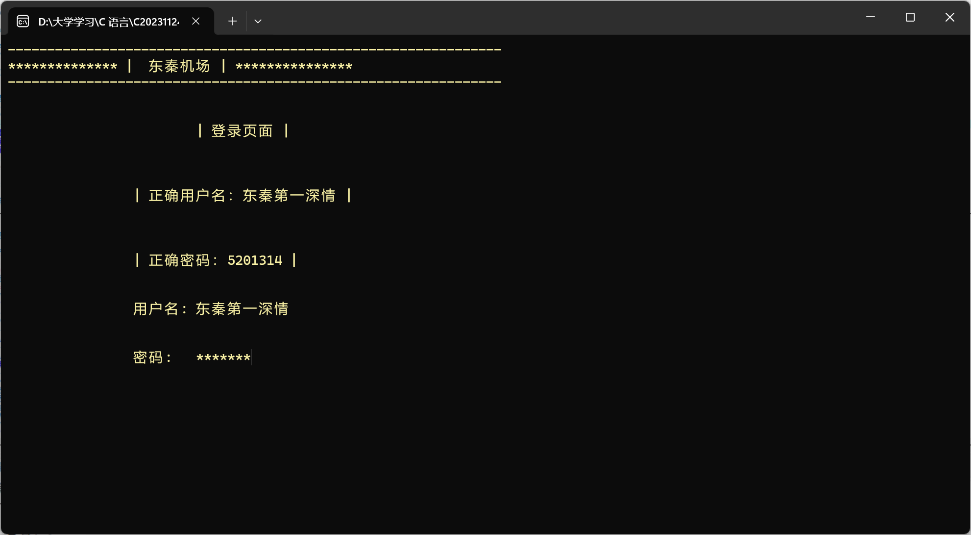 D:\大学学习\C 语言\C2023112
---------------------------------------------------------------
************** | 东秦机场 | ***************
---------------------------------------------------------------
| 登录页面 |
| 正确用户名：东秦第一深情 |
| 正确密码：5201314 |
用户名：东秦第一深情
密码： *******